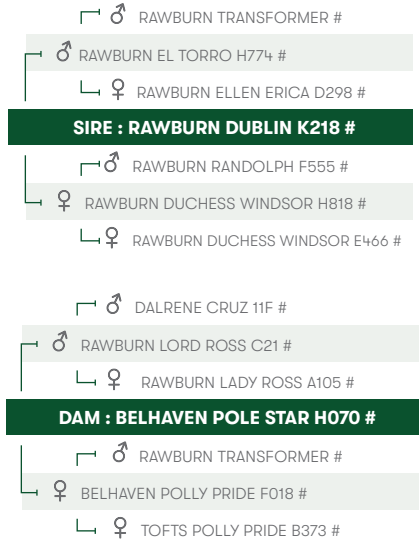 RAWBURN TRANSFORMER #
RAWBURN EL TORRO H774 #
RAWBURN ELLEN ERICA D298 #
SIRE : RAWBURN DUBLIN K218 #
RAWBURN RANDOLPH F555 #
RAWBURN DUCHESS WINDSOR H818 #
RAWBURN DUCHESS WINDSOR E466 #
DALRENE CRUZ 11F #
RAWBURN LORD ROSS C21 #
RAWBURN LADY ROSS A105 #
DAM : BELHAVEN POLE STAR H070 #
RAWBURN TRANSFORMER #
BELHAVEN POLLY PRIDE F018 #
TOFTS POLLY PRIDE B373 #